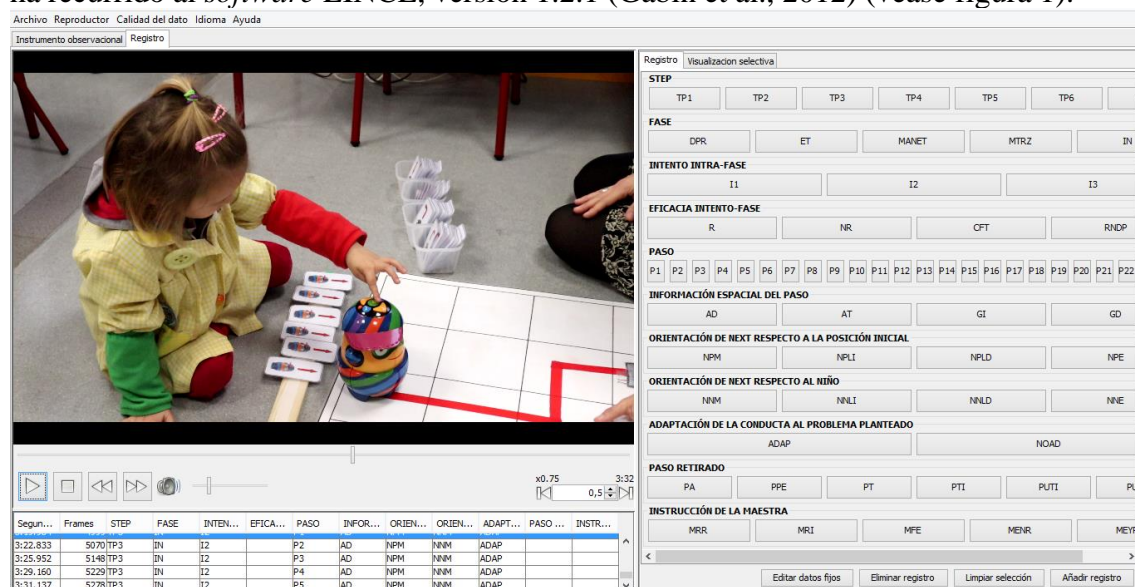 ha recurrido al software LINCE, versión 1.2.1 (Gabin et al., 2012) (véase figura 1).
Archivo Reproductor Calidad del dato Idioma Ayuda
Instrumento observacional Registro
Registro Visualizacion selectiva
STEP
TP1 TP2 TP3 TP4 TP5 TP6
FASE
DPR ET MANET MTRZ IN
INTENTO INTRA-FASE
I1 I2 I3
EFICACIA INTENTO-FASE
R NR CFT RNDP
PASO
P1 P2 P3 P4 P5 P6 P7 P8 P9 P10 P11 P12 P13 P14 P15 P16 P17 P18 P19 P20 P21 P22
INFORMACIÓN ESPACIAL DEL PASO
AD AT GI GD
ORIENTACIÓN DE NEXT RESPECTO A LA POSICIÓN INICIAL
NPM NPLI NPLD NPE
ORIENTACIÓN DE NEXT RESPECTO AL NIÑO
NNM NNLI NNLD NNE
ADAPTACIÓN DE LA CONDUCTA AL PROBLEMA PLANTEADO
ADAP NOAD
PASO RETIRADO
PA PPE PT PTI PUTI
INSTRUCCIÓN DE LA MAESTRA
MRR MRI MFE MENR
Editar datos fijos Eliminar registro Limpiar selección Añadir registro
x0.75 3:32
0,5
Segun... Frames STEP FASE INTEN... EFICA... PASO INFOR... ORIEN... ORIEN... ADAPT... PASO ... INSTR...
3:22.833 5070 TP3 IN I2 P2 AD NPM NNM ADAP
3:25.952 5148 TP3 IN I2 P3 AD NPM NNM ADAP
3:29.160 5229 TP3 IN I2 P4 AD NPM NNM ADAP
3:31.137 5278 TP3 IN I2 P5 AD NPM NNM ADAP